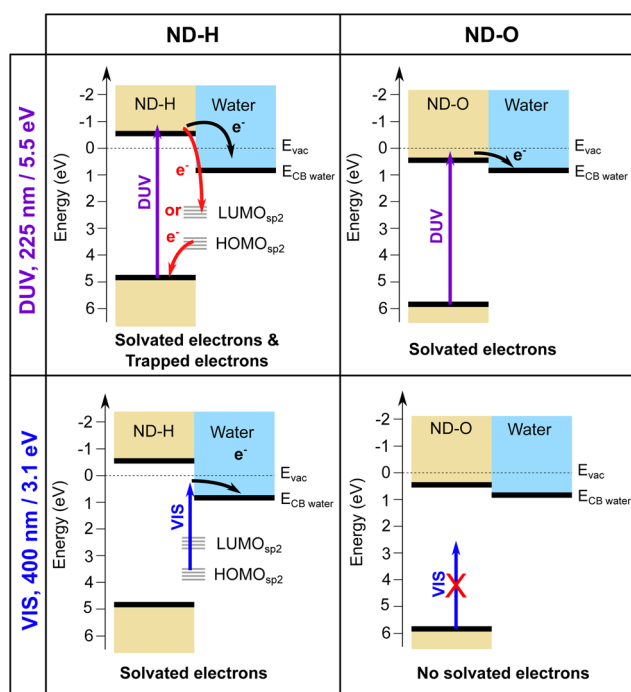 ND-H
ND-O
DUV, 225 nm / 5.5 eV
Energy (eV)
-2
-1
0
1
2
3
4
5
6
ND-H
Water
e-
Evac
ECB water
e-
or
LUMOsp2
e-
HOMOsp2
DUV
Solvated electrons &
Trapped electrons
Energy (eV)
-2
-1
0
1
2
3
4
5
6
ND-O
Water
Evac
e-
ECB water
DUV
Solvated electrons
VIS, 400 nm / 3.1 eV
Energy (eV)
-2
-1
0
1
2
3
4
5
6
ND-H
Water
e-
Evac
ECB water
VIS
LUMOsp2
HOMOsp2
Solvated electrons
Energy (eV)
-2
-1
0
1
2
3
4
5
6
ND-O
Water
Evac
ECB water
VIS
No solvated electrons